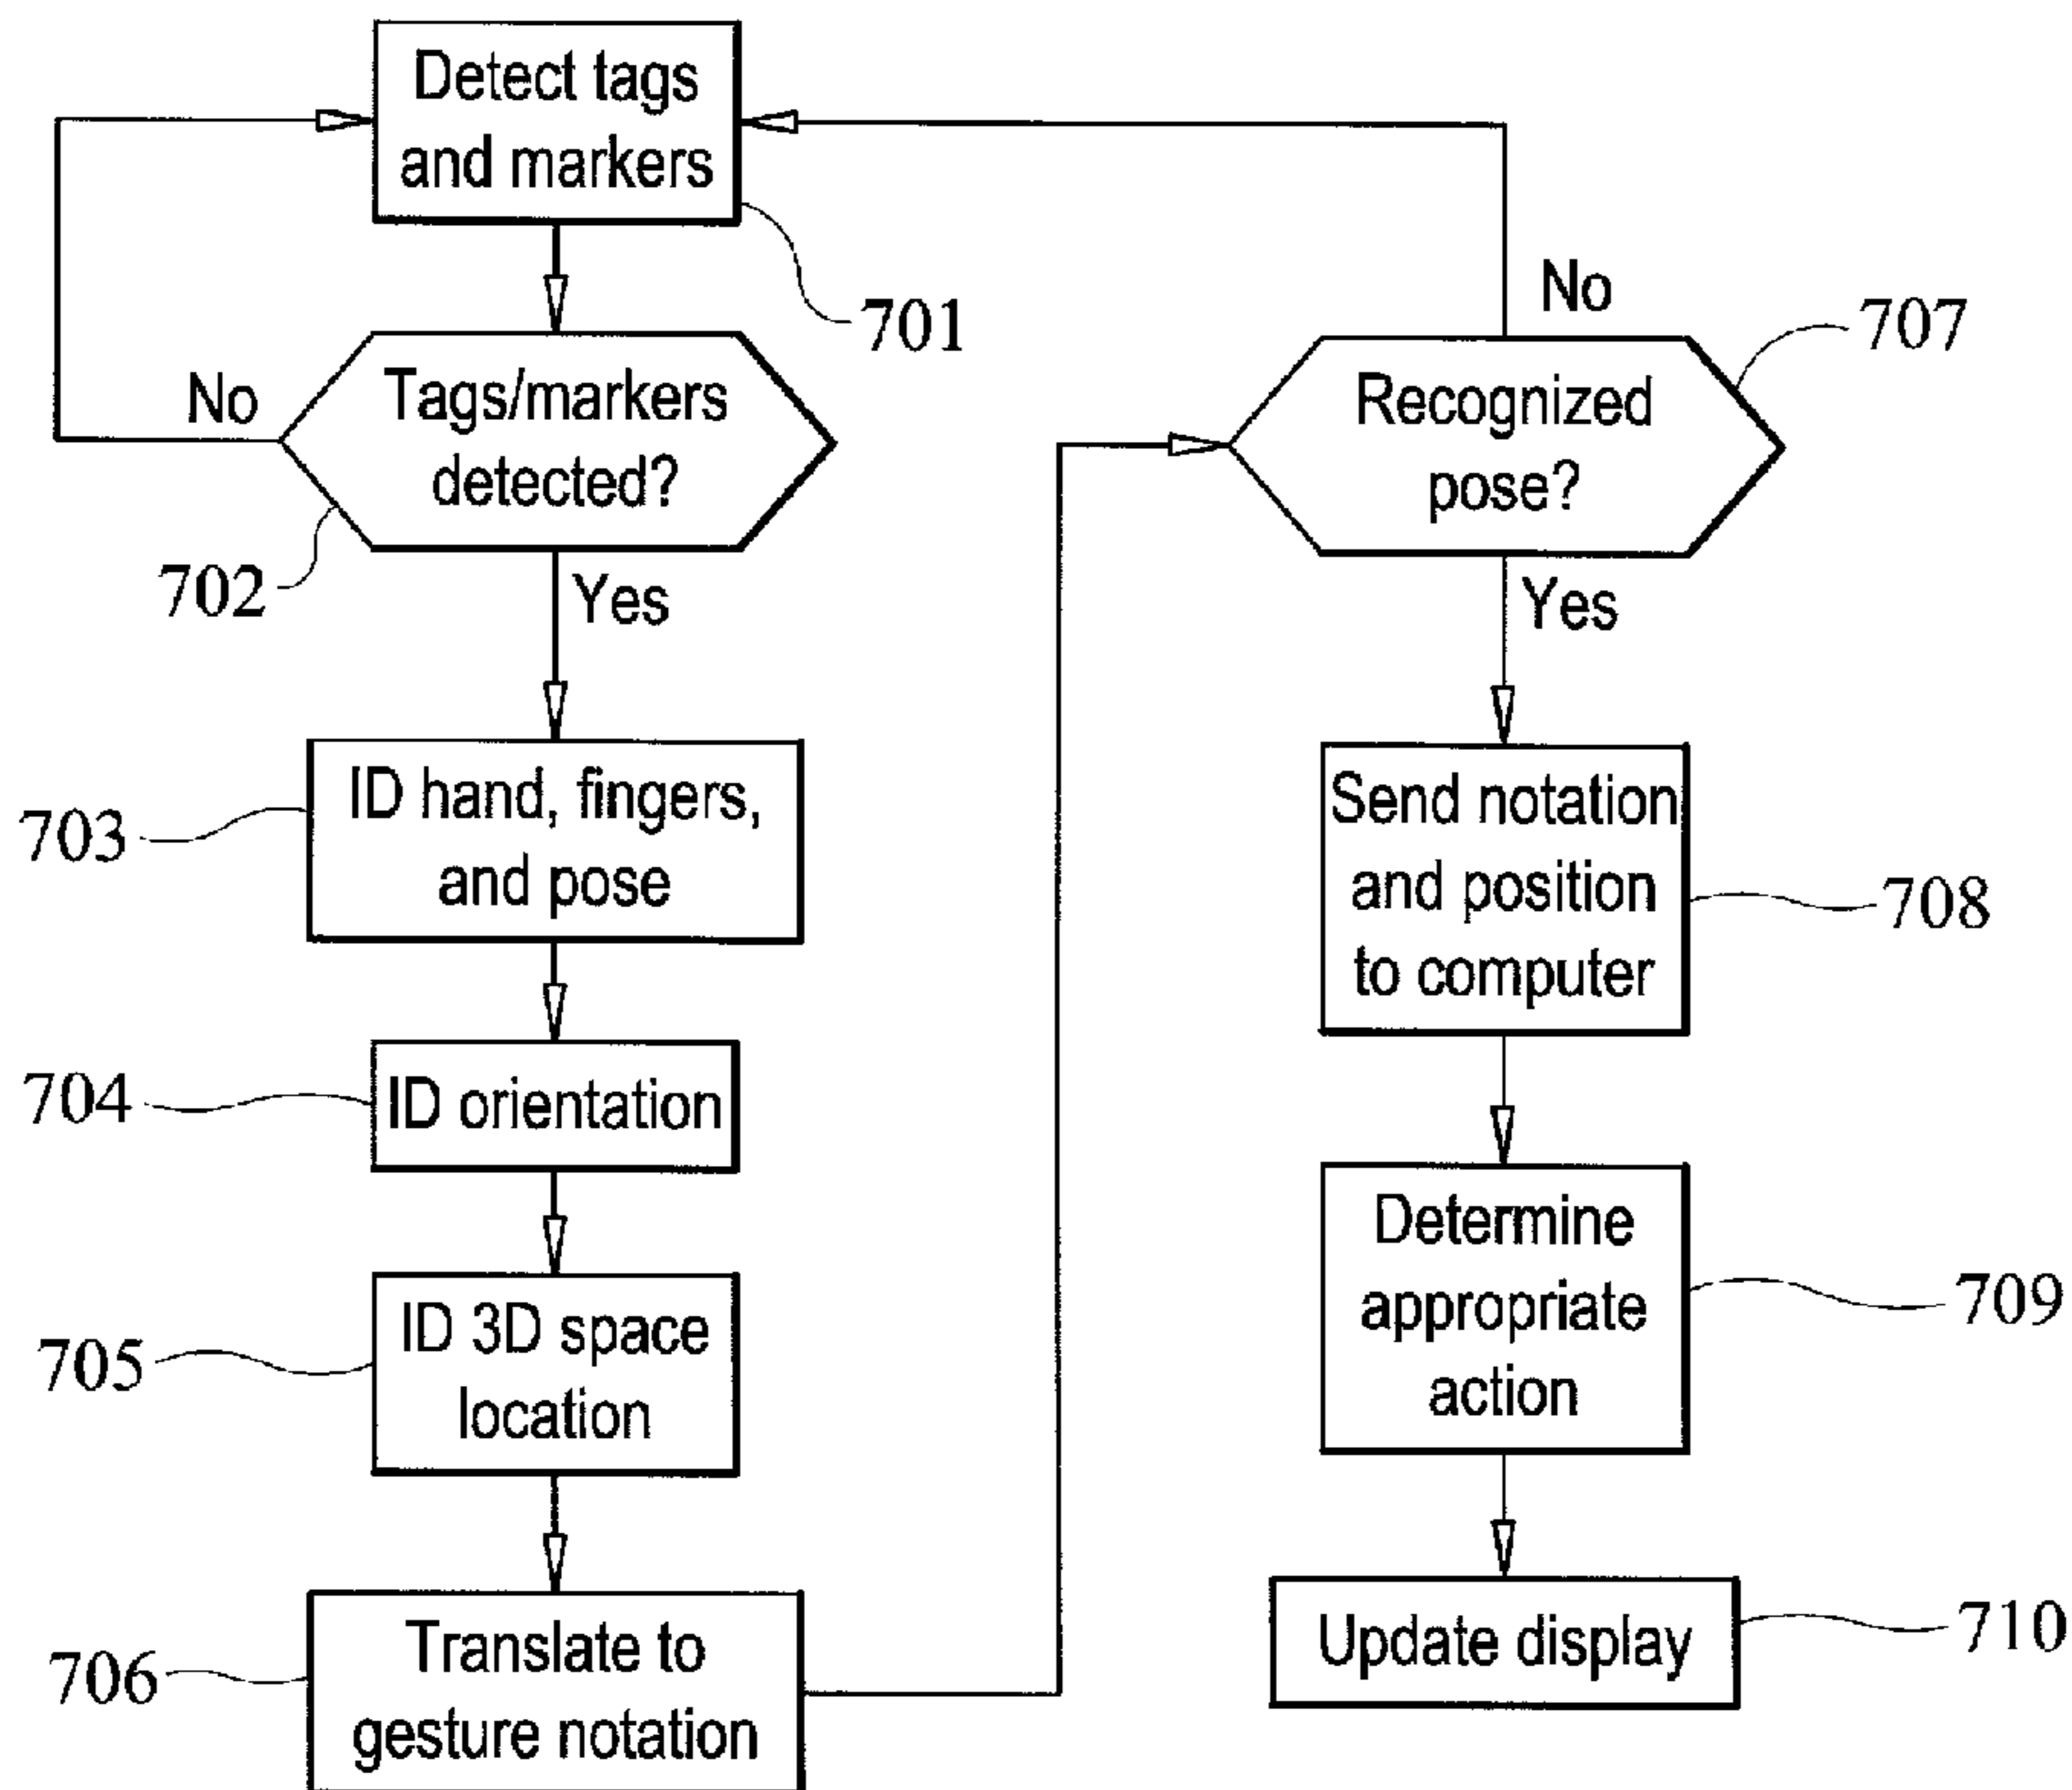 Detect tags
and markers
701
No
Tags/markers
detected?
702
Yes
ID hand, fingers,
and pose
703
ID orientation
704
ID 3D space
location
705
Translate to
gesture notation
706
No
707
Recognized
pose?
Yes
Send notation
and position
to computer
708
Determine
appropriate
action
709
Update display
710